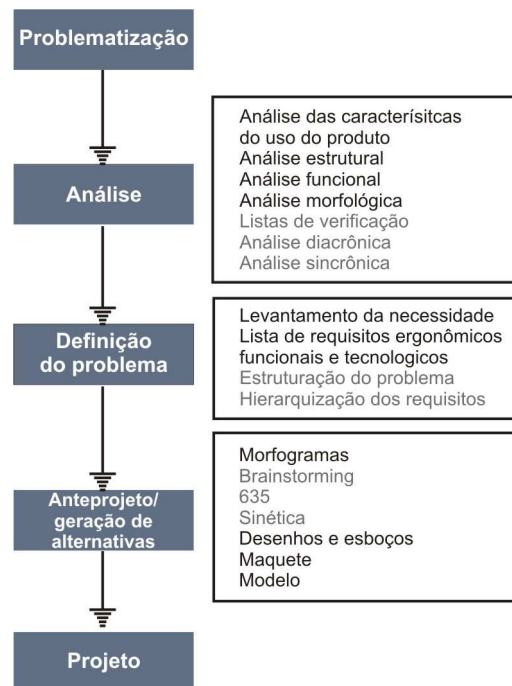 Problematização
Análise
Análise das caracterísitcas
do uso do produto
Análise estrutural
Análise funcional
Análise morfológica
Listas de verificação
Análise diacrônica
Análise sincrônica
Definição
do problema
Levantamento da necessidade
Lista de requisitos ergonômicos
funcionais e tecnologicos
Estruturação do problema
Hierarquização dos requisitos
Anteprojeto/
geração de
alternativas
Morfogramas
Brainstorming
635
Sinética
Desenhos e esboços
Maquete
Modelo
Projeto